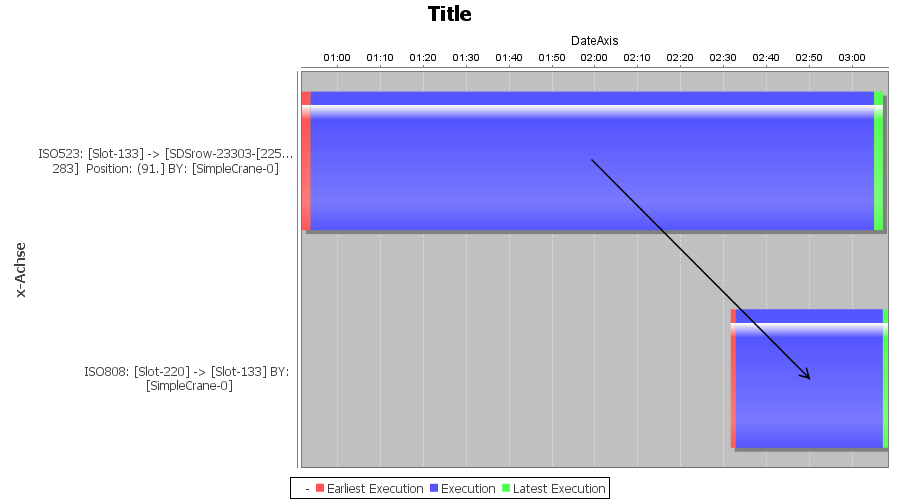 Title
DateAxis
01:00 01:10 01:20 01:30 01:40 01:50 02:00 02:10 02:20 02:30 02:40 02:50 03:00
ISO523: [Slot-133] -> [SDSrow-23303-[225...
283] Position: (91.] BY: [SimpleCrane-0]
x-Achse
ISO808: [Slot-220] -> [Slot-133] BY:
[SimpleCrane-0]
- Earliest Execution Execution Latest Execution